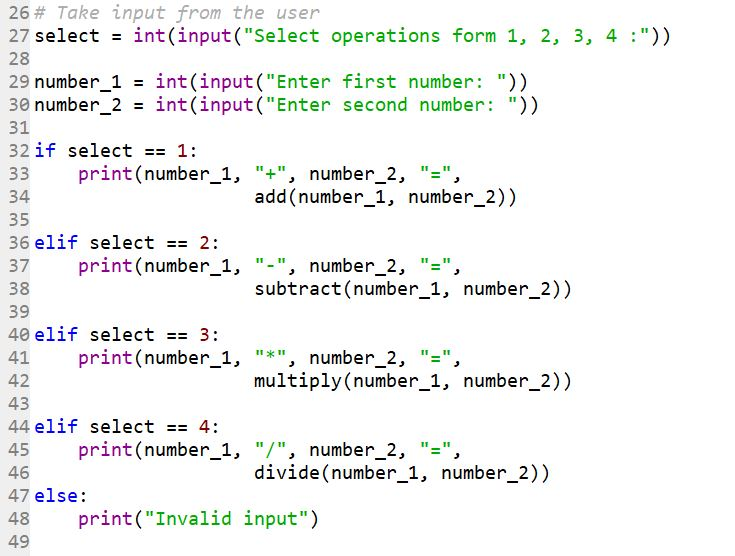 26 # Take input from the user
27 select = int(input("Select operations form 1, 2, 3, 4 :"))
28
29 number_1 = int(input("Enter first number: "))
30 number_2 = int(input("Enter second number: "))
31
32 if select == 1:
33     print(number_1, "+", number_2, "=",
34                     add(number_1, number_2))
35
36 elif select == 2:
37     print(number_1, "-", number_2, "=",
38                     subtract(number_1, number_2))
39
40 elif select == 3:
41     print(number_1, "*", number_2, "=",
42                     multiply(number_1, number_2))
43
44 elif select == 4:
45     print(number_1, "/", number_2, "=",
46                     divide(number_1, number_2))
47 else:
48     print("Invalid input")
49